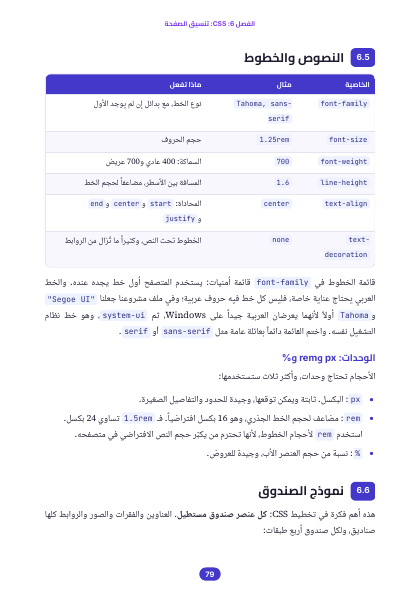 الفصل 6: CSS: تنسيق الصفحة
6.5 النصوص والخطوط
الخاصية مثال ماذا تفعل
font-family Tahoma, sans- نوع الخط، مع بدائل إن لم يوجد الأول
serif
font-size 1.25rem حجم الحروف
font-weight 700 السماكة: 400 عادي و700 عريض
line-height 1.6 المسافة بين الأسطر، مضاعفاً لحجم الخط
text-align center المحاذاة: start و center و end
و justify
text- none الخطوط تحت النص، وكثيراً ما تُزال من الروابط
decoration
قائمة الخطوط في font-family قائمة أمنيات: يستخدم المتصفح أول خط يجده عنده. والخط
العربي يحتاج عناية خاصة، فليس كل خط فيه حروف عربية؛ وفي ملف مشروعنا جعلنا "Segoe UI"
و Tahoma أولاً لأنهما يعرضان العربية جيداً على Windows، ثم system-ui ، وهو خط نظام
التشغيل نفسه. واختم القائمة دائماً بعائلة عامة مثل sans-serif أو serif .
الوحدات: px وrem و%
الأحجام تحتاج وحدات، وأكثر ثلاث ستستخدمها:
• px : البكسل. ثابتة ويمكن توقعها، وجيدة للحدود والتفاصيل الصغيرة.
• rem : مضاعف لحجم الخط الجذري، وهو 16 بكسل افتراضياً. فـ 1.5rem تساوي 24 بكسل.
استخدم rem لأحجام الخطوط، لأنها تحترم من يكبّر حجم النص الافتراضي في متصفحه.
• % : نسبة من حجم العنصر الأب، وجيدة للعروض.
6.6 نموذج الصندوق
هذه أهم فكرة في تخطيط CSS: كل عنصر صندوق مستطيل. العناوين والفقرات والصور والروابط كلها
صناديق، ولكل صندوق أربع طبقات:
79